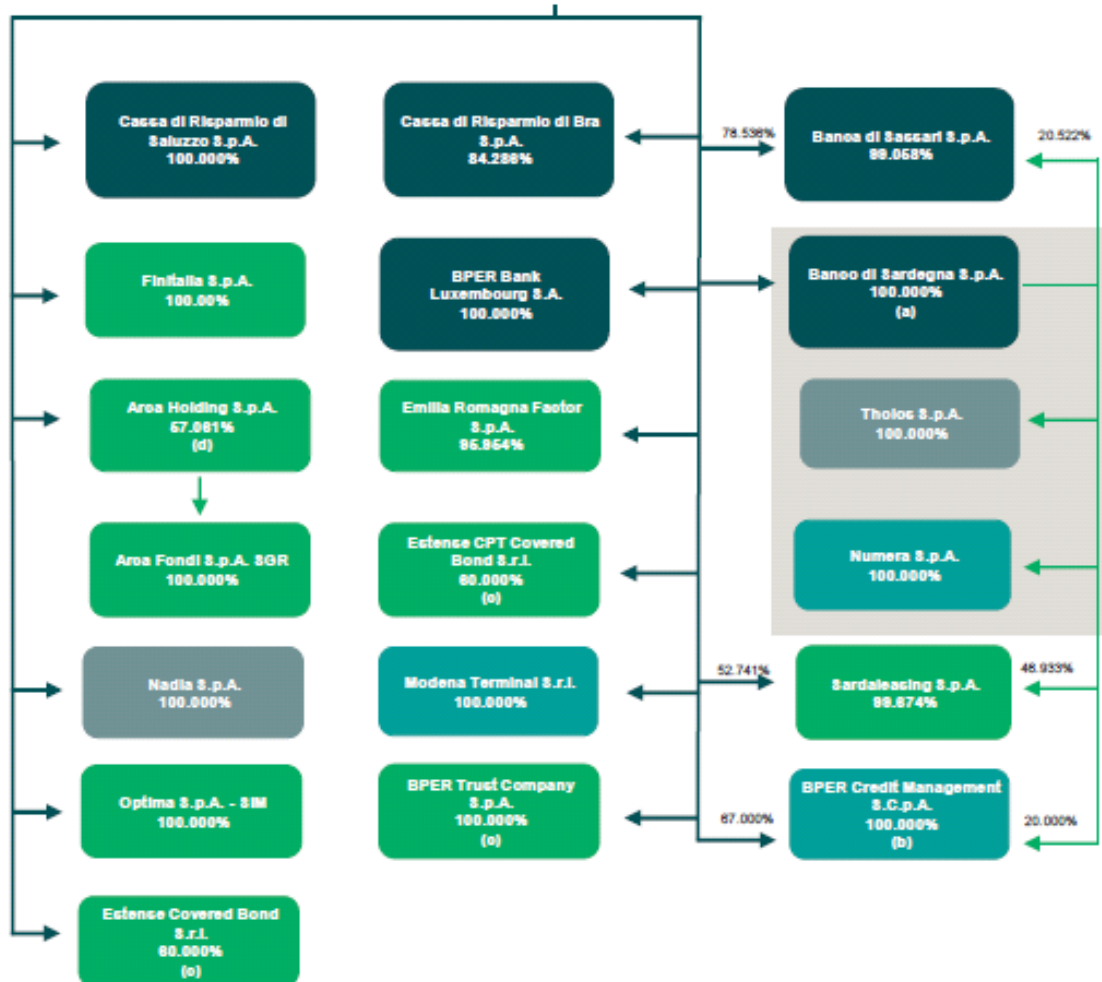 Cassa di Risparmio di
Saluzzo S.p.A.
100.000%
Cassa di Risparmio di Bra
S.p.A.
84.286%
78.536%
Banca di Sassari S.p.A.
99.058%
20.522%
Finitalia S.p.A.
100.00%
BPER Bank
Luxembourg S.A.
100.000%
Banco di Sardegna S.p.A.
100.000%
(a)
Arca Holding S.p.A.
57.061%
(d)
Emilia Romagna Factor
S.p.A.
95.954%
Tholos S.p.A.
100.000%
Arca Fondi S.p.A. SGR
100.000%
Estense CPT Covered
Bond S.r.l.
60.000%
(c)
Numera S.p.A.
100.000%
Nadia S.p.A.
100.000%
Modena Terminal S.r.l.
100.000%
52.741%
Sardaleasing S.p.A.
99.674%
46.933%
Optima S.p.A. - SIM
100.000%
BPER Trust Company
S.p.A.
100.000%
(c)
67.000%
BPER Credit Management
S.C.p.A.
100.000%
(b)
20.000%
Estense Covered Bond
S.r.l.
60.000%
(c)